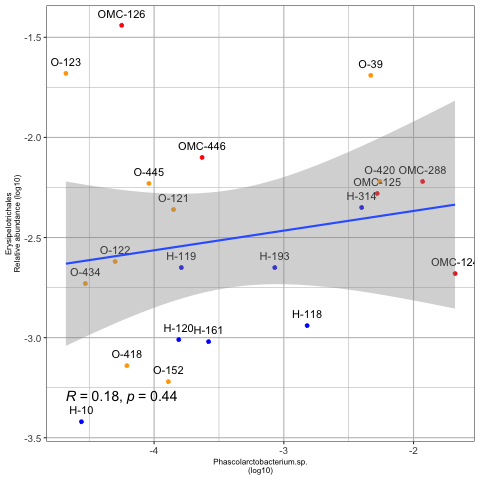 OMC-126
-1.5
O-123
O-39
-2.0
OMC-446
O-445
O-420 OMC-288
OMC-125
O-121
H-314
-2.5
O-122
H-119
H-193
O-434
OMC-124
-3.0
H-118
H-120 H-161
O-418
O-152
R = 0.18, p = 0.44
H-10
-3.5
-4
-3
-2
Erysipelotrichales
Relative abundance (log10)
Phascolarctobacterium.sp.
(log10)